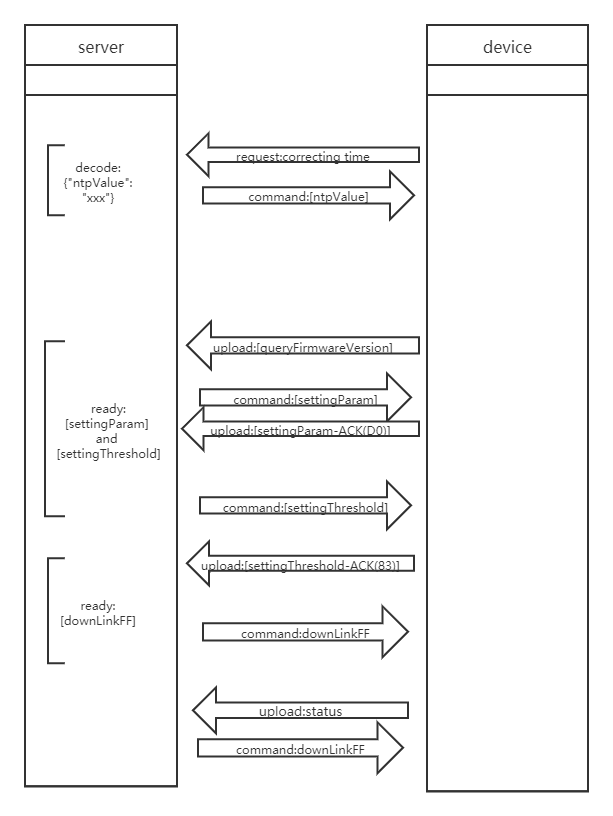 server
device
decode:
{"ntpValue":
"xxx"}
request:correcting time
command:[ntpValue]
upload:[queryFirmwareVersion]
ready:
[settingParam]
and
[settingThreshold]
command:[settingParam]
upload:[settingParam-ACK(D0)]
command:[settingThreshold]
upload:[settingThreshold-ACK(83)]
ready:
[downLinkFF]
command:downLinkFF
upload:status
command:downLinkFF